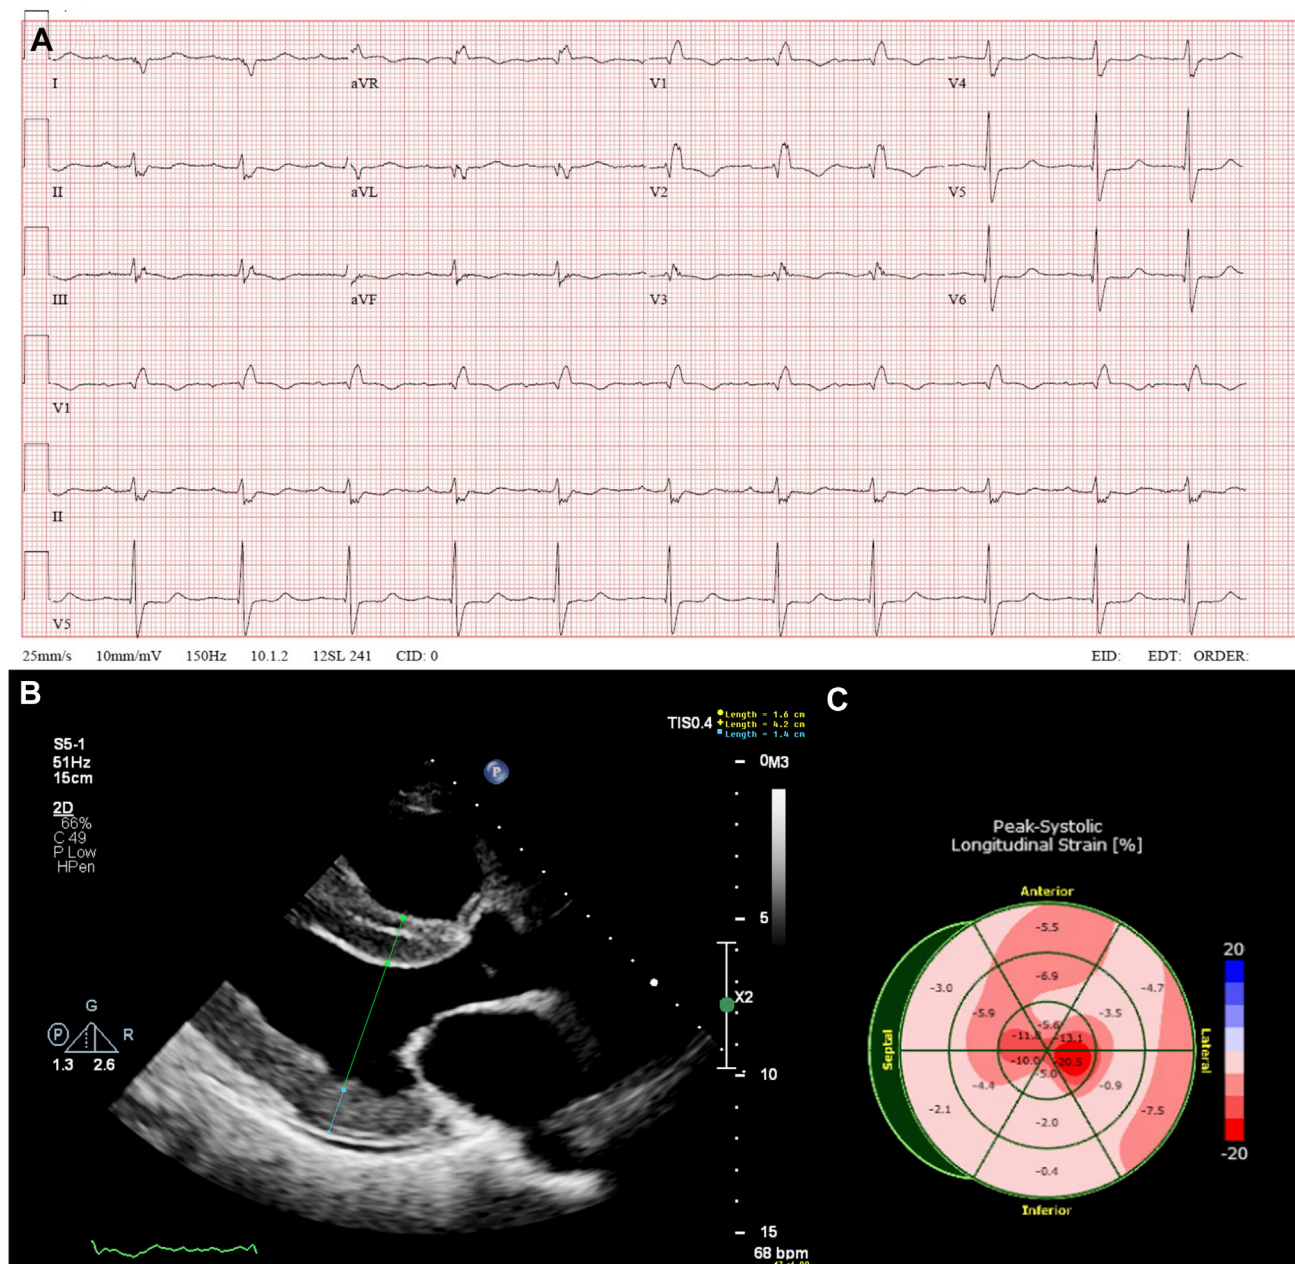 A
I aVR V1 V4
II aVL V2 V5
III aVF V3 V6
V1
II
V5
25mm/s 10mm/mV 150Hz 10.1.2 12SL 241 CID: 0 EID: EDT: ORDER:
B
TIS0.4
Length = 1.6 cm
Length = 4.2 cm
Length = 1.4 cm
S5-1
51Hz
15cm
2D
66%
C 49
P Low
HPen
0 M3
5
X2
P
G
P R
1.3 2.6
10
15
68 bpm
C
Peak-Systolic
Longitudinal Strain [%]
Anterior
-5.5
-3.0 -6.9 -4.7
-5.9 -5.6 -3.5
-11.8 -13.1
Septal Lateral
-10.0 -20.5
-4.4 -5.0 -0.9
-2.1 -2.0 -7.5
-0.4
Inferior
20
-20